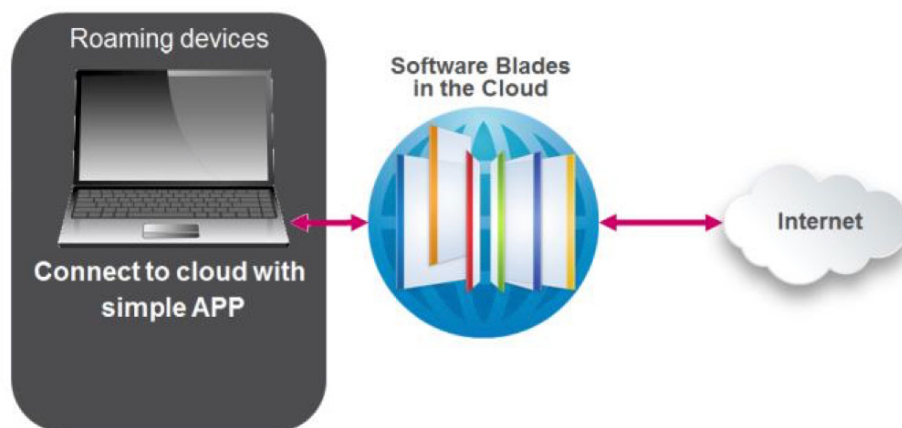 Roaming devices
Software Blades
in the Cloud
Internet
Connect to cloud with
simple APP